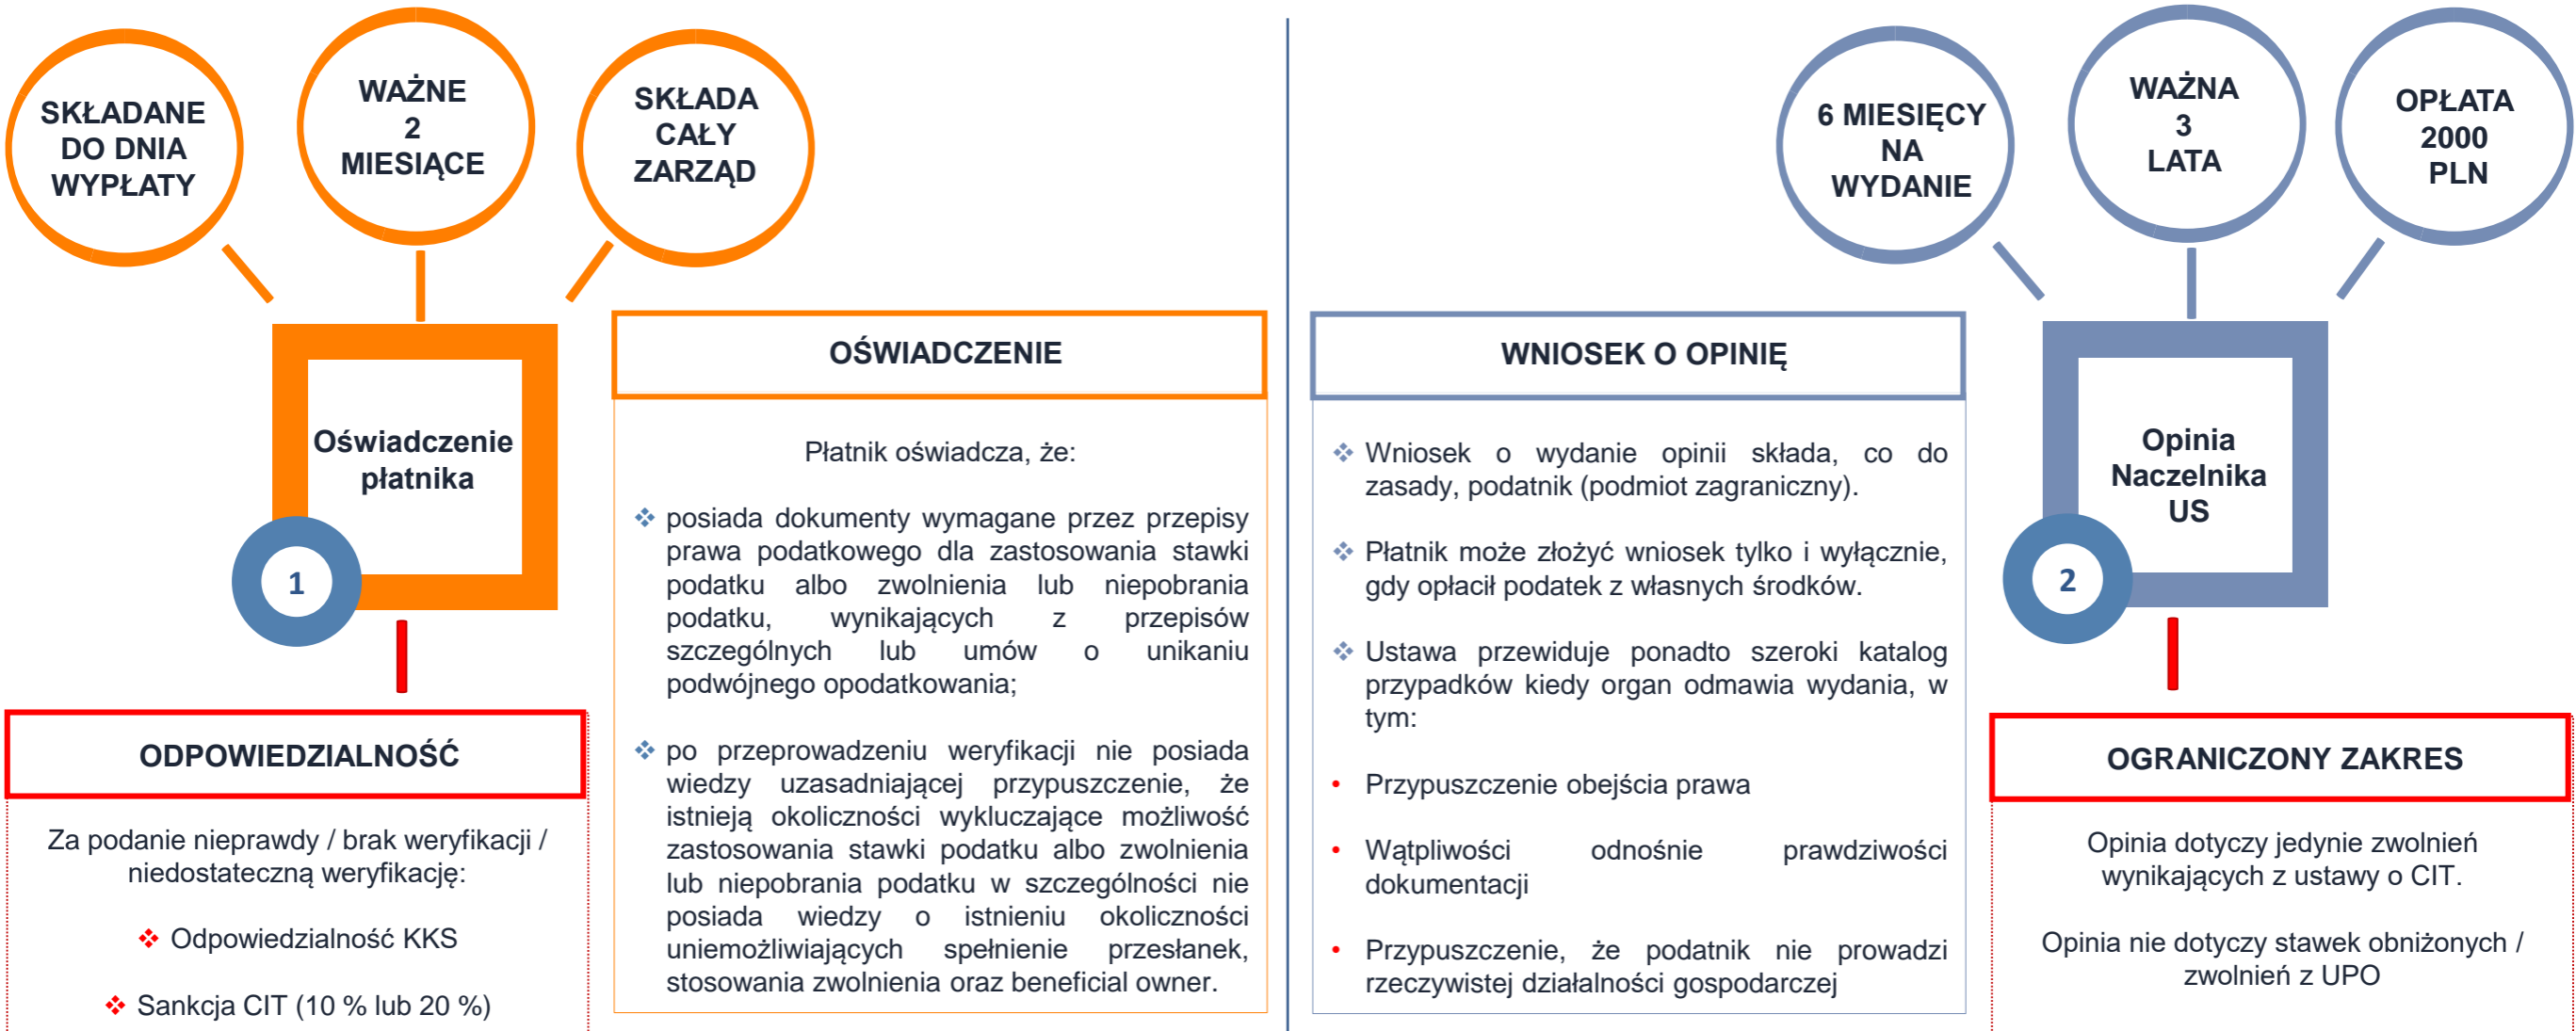 SKŁADANE
DO DNIA
WYPŁATY
WAŻNE
2
MIESIĄCE
SKŁADA
CAŁY
ZARZĄD
Oświadczenie
płatnika
1
ODPOWIEDZIALNOŚĆ
Za podanie nieprawdy / brak weryfikacji /
niedostateczną weryfikację:
❖ Odpowiedzialność KKS
❖ Sankcja CIT (10 % lub 20 %)
OŚWIADCZENIE
Płatnik oświadcza, że:
❖ posiada dokumenty wymagane przez przepisy
prawa podatkowego dla zastosowania stawki
podatku albo zwolnienia lub niepobrania
podatku, wynikających z przepisów
szczególnych lub umów o unikaniu
podwójnego opodatkowania;
❖ po przeprowadzeniu weryfikacji nie posiada
wiedzy uzasadniającej przypuszczenie, że
istnieją okoliczności wykluczające możliwość
zastosowania stawki podatku albo zwolnienia
lub niepobrania podatku w szczególności nie
posiada wiedzy o istnieniu okoliczności
uniemożliwiających spełnienie przesłanek,
stosowania zwolnienia oraz beneficial owner.
6 MIESIĘCY
NA
WYDANIE
WAŻNA
3
LATA
OPŁATA
2000
PLN
WNIOSEK O OPINIĘ
❖ Wniosek o wydanie opinii składa, co do
zasady, podatnik (podmiot zagraniczny).
❖ Płatnik może złożyć wniosek tylko i wyłącznie,
gdy opłacił podatek z własnych środków.
❖ Ustawa przewiduje ponadto szeroki katalog
przypadków kiedy organ odmawia wydania, w
tym:
• Przypuszczenie obejścia prawa
• Wątpliwości odnośnie prawdziwości
dokumentacji
• Przypuszczenie, że podatnik nie prowadzi
rzeczywistej działalności gospodarczej
Opinia
Naczelnika
US
2
OGRANICZONY ZAKRES
Opinia dotyczy jedynie zwolnień
wynikających z ustawy o CIT.
Opinia nie dotyczy stawek obniżonych /
zwolnień z UPO